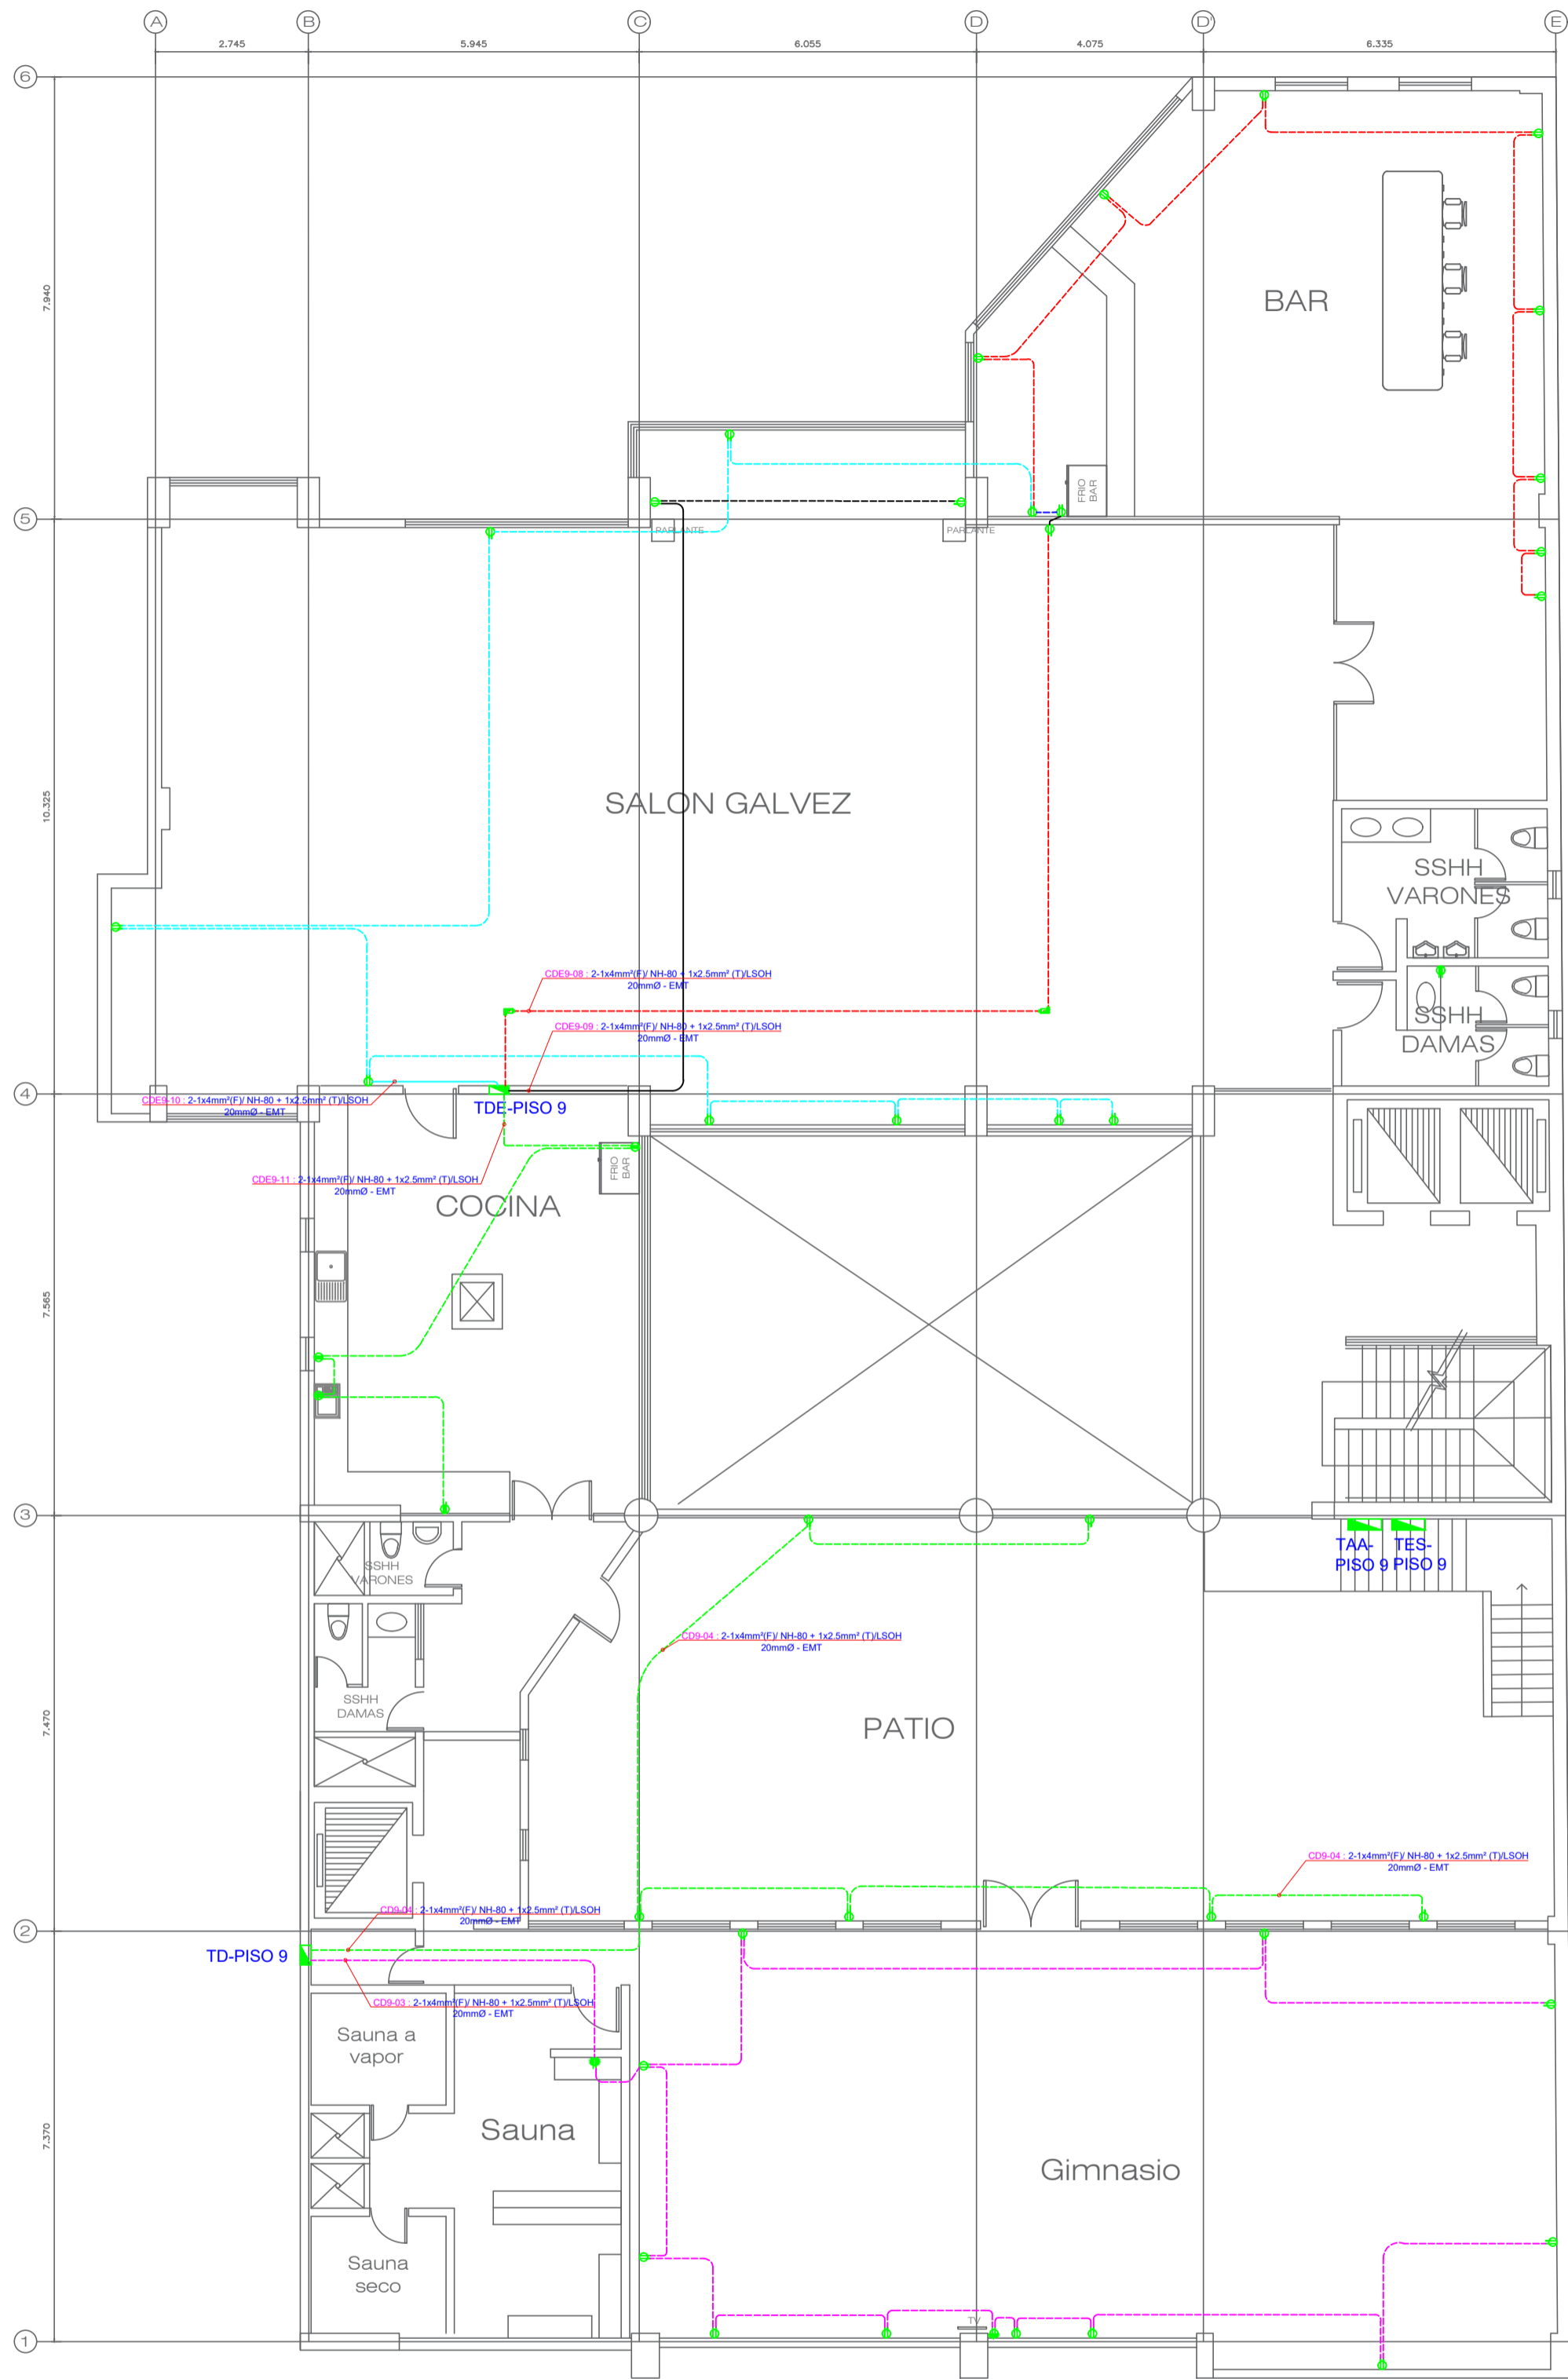 A
B
C
D
D'
E
2.745
5.945
6.055
4.075
6.335
6
7.940
BAR
FRIO
BAR
5
PARLANTE
PARLANTE
10.325
SALON GALVEZ
SSHH
VARONES
CDE9-08 : 2-1x4mm²(F)/ NH-80 + 1x2.5mm² (T)/LSOH
20mmØ - EMT
SSHH
DAMAS
CDE9-09 : 2-1x4mm²(F)/ NH-80 + 1x2.5mm² (T)/LSOH
20mmØ - EMT
4
CDE9-10 : 2-1x4mm²(F)/ NH-80 + 1x2.5mm² (T)/LSOH
20mmØ - EMT
TDE-PISO 9
FRIO
BAR
CDE9-11 : 2-1x4mm²(F)/ NH-80 + 1x2.5mm² (T)/LSOH
20mmØ - EMT
COCINA
7.565
3
TAA-
PISO 9
TES-
PISO 9
SSHH
VARONES
CD9-04 : 2-1x4mm²(F)/ NH-80 + 1x2.5mm² (T)/LSOH
20mmØ - EMT
SSHH
DAMAS
7.470
PATIO
CD9-04 : 2-1x4mm²(F)/ NH-80 + 1x2.5mm² (T)/LSOH
20mmØ - EMT
CD9-04 : 2-1x4mm²(F)/ NH-80 + 1x2.5mm² (T)/LSOH
20mmØ - EMT
2
TD-PISO 9
CD9-03 : 2-1x4mm²(F)/ NH-80 + 1x2.5mm² (T)/LSOH
20mmØ - EMT
Sauna a
vapor
7.370
Sauna
Gimnasio
Sauna
seco
TV
1